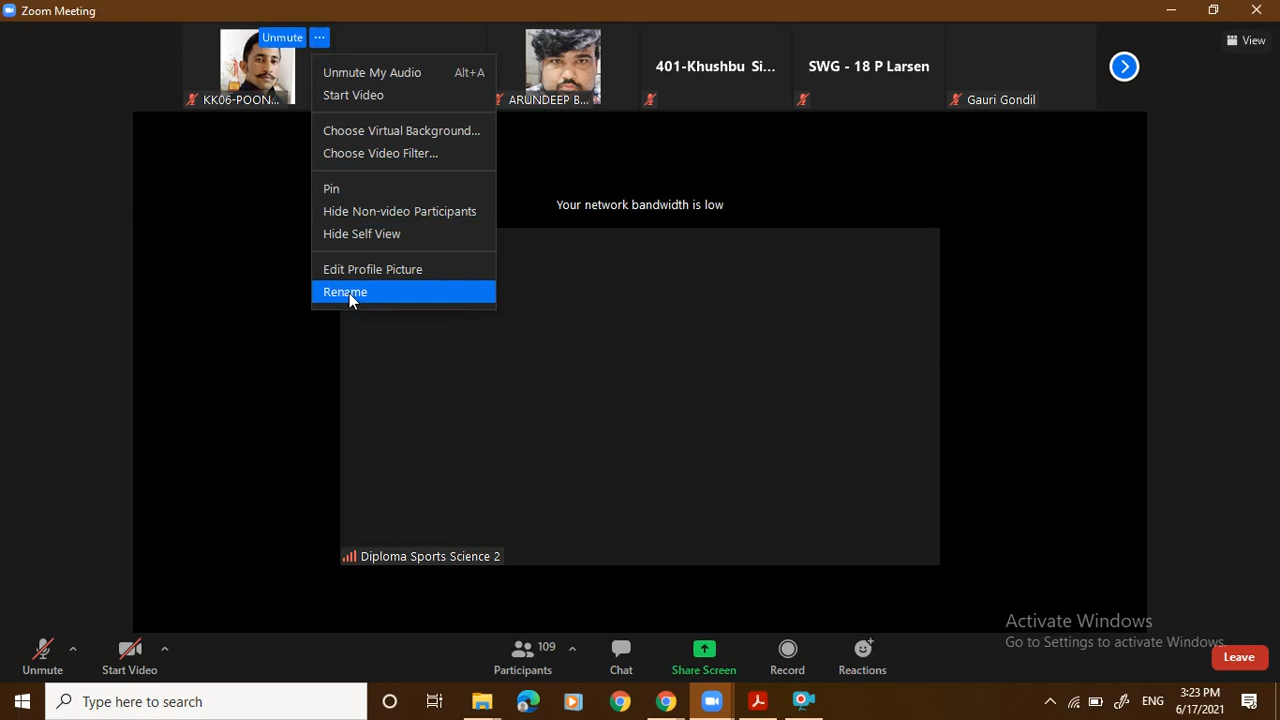 Zoom Meeting
Unmute ...
View
KK06-POON...
ARUNDEEP B...
401-Khushbu Si...
SWG - 18 P Larsen
Gauri Gondil
Unmute My Audio Alt+A
Start Video
Choose Virtual Background...
Choose Video Filter...
Pin
Hide Non-video Participants
Hide Self View
Edit Profile Picture
Rename
Your network bandwidth is low
Diploma Sports Science 2
Activate Windows
Go to Settings to activate Windows.
Unmute
Start Video
109
Participants
Chat
Share Screen
Record
Reactions
Leave
Type here to search
ENG
3:23 PM
6/17/2021